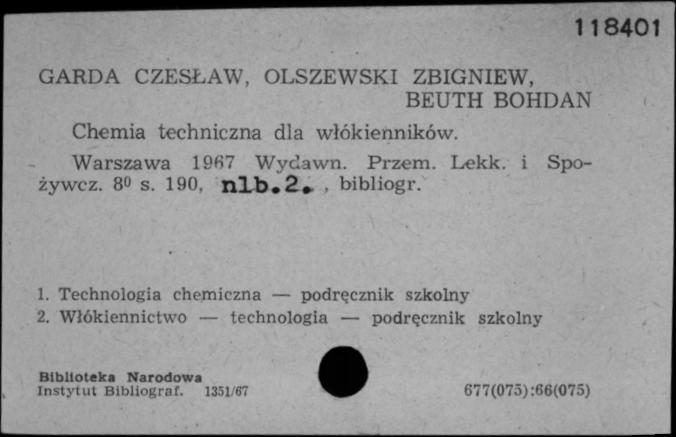 118401
GARDA CZESŁAW, OLSZEWSKI ZBIGNIEW,
BEUTH BOHDAN
Chemia techniczna dla włókienników.
Warszawa 1967 Wydawn. Przem. Lekk. i Spo-
żywcz. 8⁰ s. 190, nlb.2. , bibliogr.
1. Technologia chemiczna — podręcznik szkolny
2. Włókiennictwo — technologia — podręcznik szkolny
Biblioteka Narodowa
Instytut Bibliograf. 1351/67
677(075):66(075)